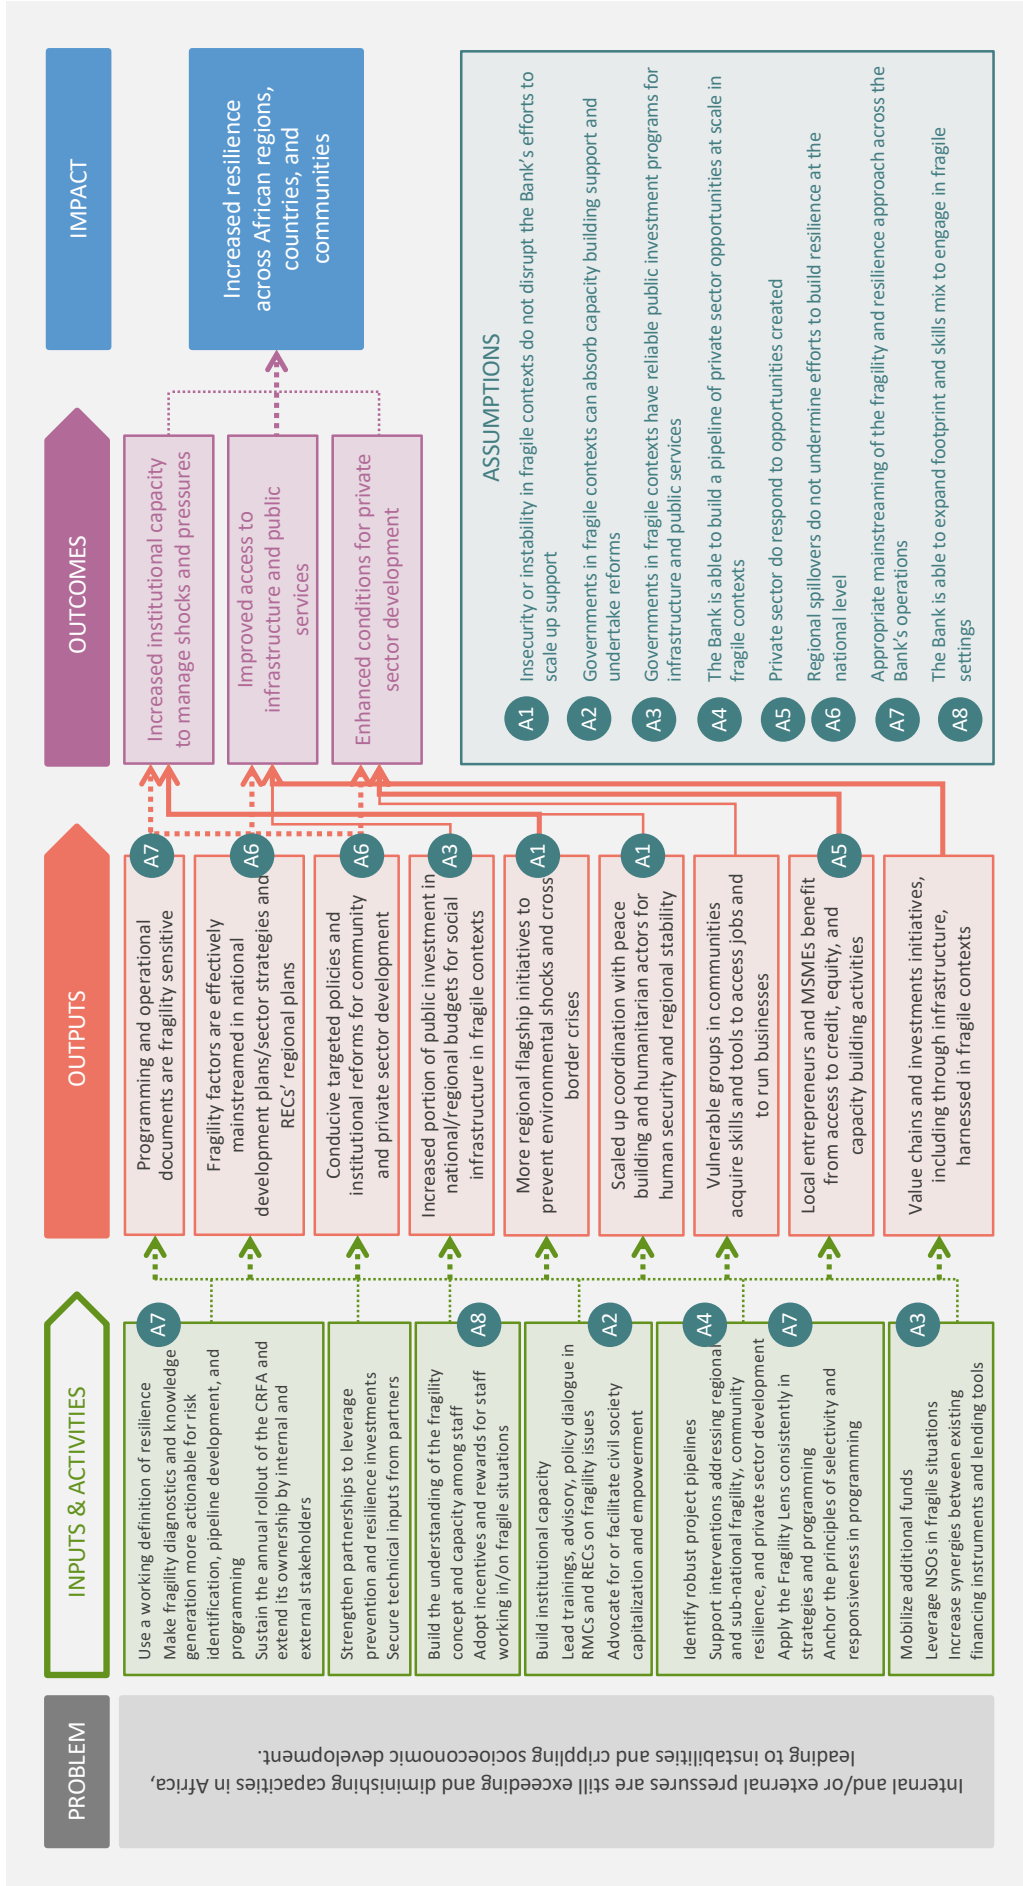 PROBLEM
Internal and/or external pressures are still exceeding and diminishing capacities in Africa,
leading to instabilities and crippling socioeconomic development.
INPUTS & ACTIVITIES
Use a working definition of resilience
Make fragility diagnostics and knowledge
generation more actionable for risk
identification, pipeline development, and
programming
Sustain the annual rollout of the CRFA and
extend its ownership by internal and
external stakeholders
A7
Strengthen partnerships to leverage
prevention and resilience investments
Secure technical inputs from partners
Build the understanding of the fragility
concept and capacity among staff
Adopt incentives and rewards for staff
working in/on fragile situations
A8
Build institutional capacity
Lead trainings, advisory, policy dialogue in
RMCs and RECs on fragility issues
Advocate for or facilitate civil society
capitalization and empowerment
A2
Identify robust project pipelines
Support interventions addressing regional
and sub-national fragility, community
resilience, and private sector development
Apply the Fragility Lens consistently in
strategies and programming
Anchor the principles of selectivity and
responsiveness in programming
A4
A7
Mobilize additional funds
Leverage NSOs in fragile situations
Increase synergies between existing
financing instruments and lending tools
A3
OUTPUTS
Programming and operational
documents are fragility sensitive
A7
Fragility factors are effectively
mainstreamed in national
development plans/sector strategies and
RECs' regional plans
A6
Conducive targeted policies and
institutional reforms for community
and private sector development
A6
Increased portion of public investment in
national/regional budgets for social
infrastructure in fragile contexts
A3
More regional flagship initiatives to
prevent environmental shocks and cross
border crises
A1
Scaled up coordination with peace
building and humanitarian actors for
human security and regional stability
A1
Vulnerable groups in communities
acquire skills and tools to access jobs and
to run businesses
Local entrepreneurs and MSMEs benefit
from access to credit, equity, and
capacity building activities
A5
Value chains and investments initiatives,
including through infrastructure,
harnessed in fragile contexts
OUTCOMES
Increased institutional capacity
to manage shocks and pressures
Improved access to
infrastructure and public
services
Enhanced conditions for private
sector development
IMPACT
Increased resilience
across African regions,
countries, and
communities
ASSUMPTIONS
A1 Insecurity or instability in fragile contexts do not disrupt the Bank's efforts to
scale up support
A2 Governments in fragile contexts can absorb capacity building support and
undertake reforms
A3 Governments in fragile contexts have reliable public investment programs for
infrastructure and public services
A4 The Bank is able to build a pipeline of private sector opportunities at scale in
fragile contexts
A5 Private sector do respond to opportunities created
A6 Regional spillovers do not undermine efforts to build resilience at the
national level
A7 Appropriate mainstreaming of the fragility and resilience approach across the
Bank's operations
A8 The Bank is able to expand footprint and skills mix to engage in fragile
settings